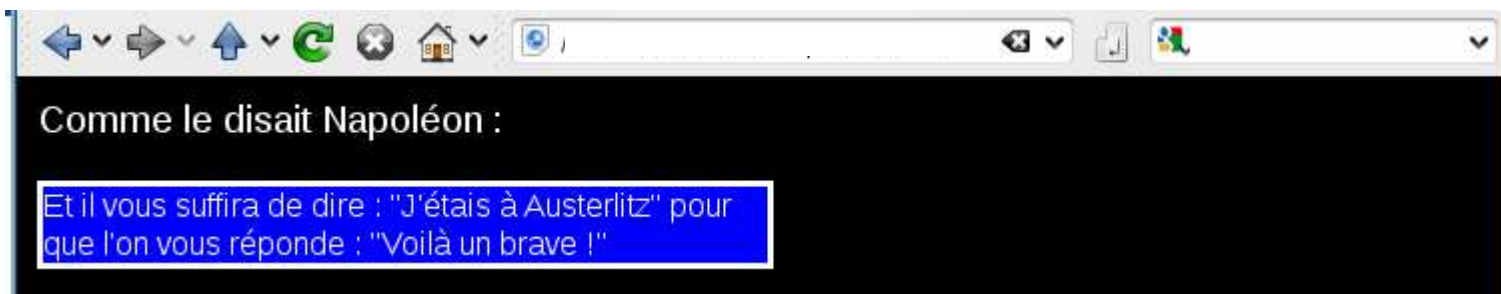 Comme le disait Napoléon :
Et il vous suffira de dire : "J'étais à Austerlitz" pour
que l'on vous réponde : "Voilà un brave !"